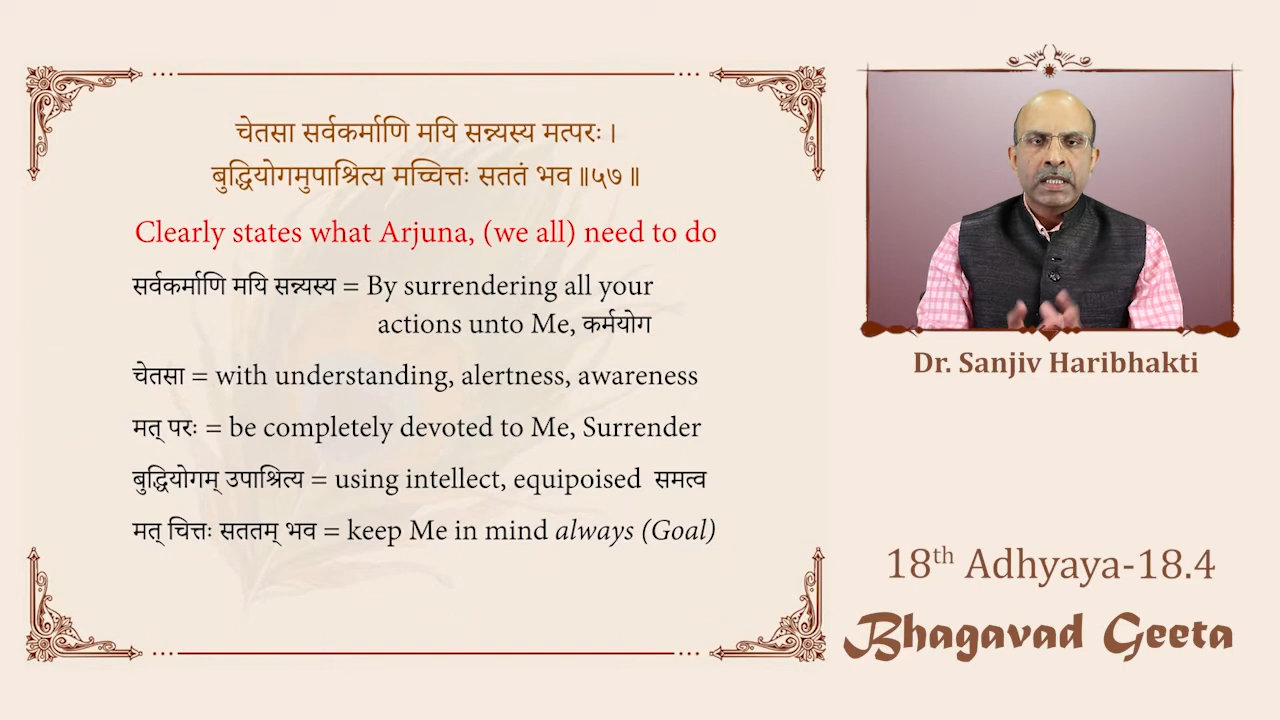 चेतसा सर्वकर्माणि मयि सन्न्यस्य मत्परः ।
बुद्धियोगमुपाश्रित्य मच्चित्तः सततं भव ॥५७॥
Clearly states what Arjuna, (we all) need to do
सर्वकर्माणि मयि सन्न्यस्य = By surrendering all your
actions unto Me, कर्मयोग
चेतसा = with understanding, alertness, awareness
मत् परः = be completely devoted to Me, Surrender
बुद्धियोगम् उपाश्रित्य = using intellect, equipoised समत्व
मत् चित्तः सततम् भव = keep Me in mind always (Goal)
Dr. Sanjiv Haribhakti
18th Adhyaya-18.4
Bhagavad Geeta